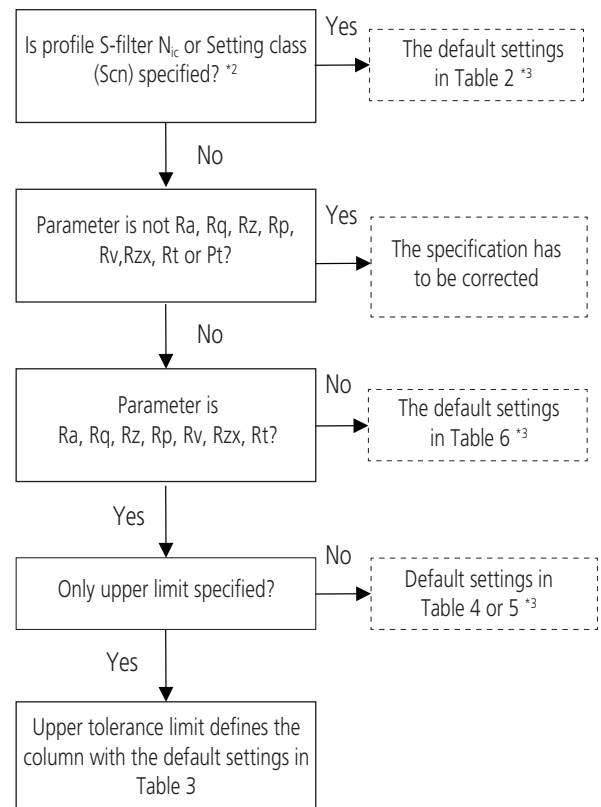 Is profile S-filter Nic or Setting class
(Scn) specified? *2
Yes
The default settings
in Table 2 *3
No
Parameter is not Ra, Rq, Rz, Rp,
Rv,Rzx, Rt or Pt?
Yes
The specification has
to be corrected
No
Parameter is
Ra, Rq, Rz, Rp, Rv, Rzx, Rt?
No
The default settings
in Table 6 *3
Yes
Only upper limit specified?
No
Default settings in
Table 4 or 5 *3
Yes
Upper tolerance limit defines the
column with the default settings in
Table 3